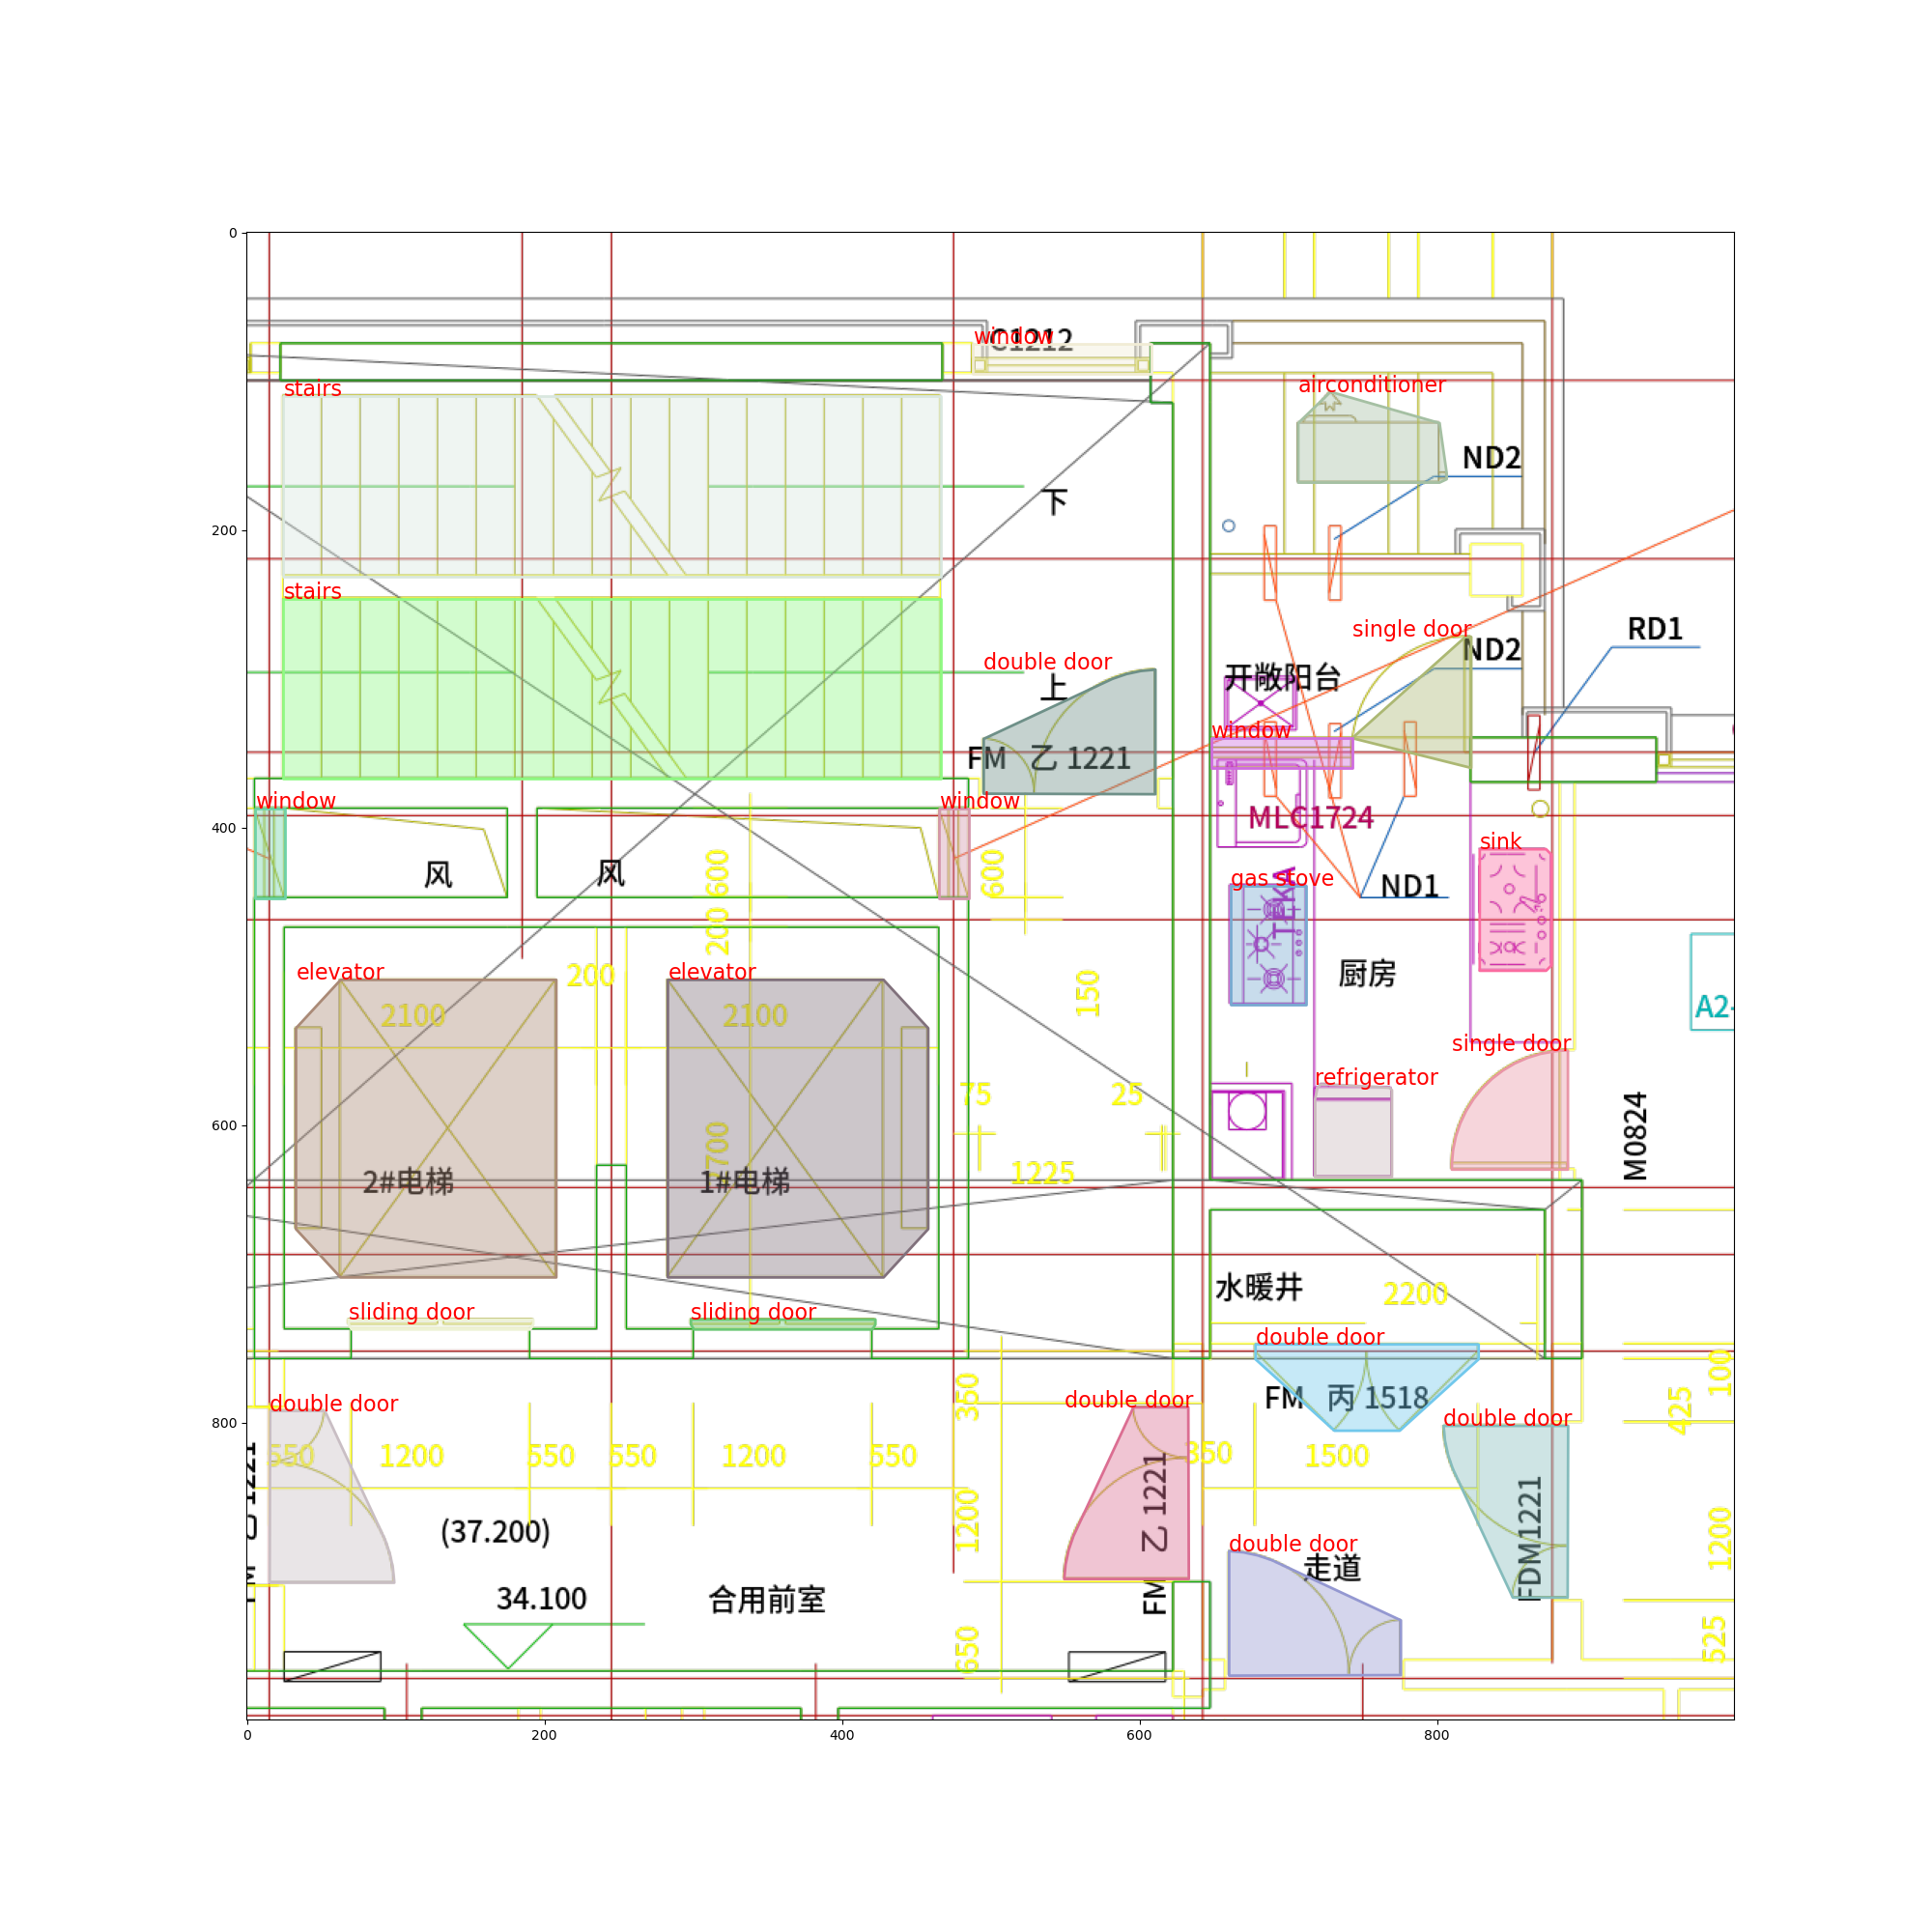 0
C1212
window
stairs
airconditioner
ND2
下
200
stairs
single door
RD1
ND2
double door
开敞阳台
上
window
FM 乙 1221
window
window
MLC1724
400
sink
风
风
600
600
gas stove
TEKA
ND1
200
厨房
elevator
200
elevator
150
A2-
2100
2100
single door
refrigerator
75
25
600
M0824
700
1225
2#电梯
1#电梯
水暖井
2200
sliding door
sliding door
double door
100
350
FM 丙 1518
425
double door
double door
double door
800
550
1200
550
550
1200
550
350
1500
1221
乙 1221
FM
FDM1221
1200
1200
(37.200)
double door
走道
34.100
合用前室
650
525
0
200
400
600
800